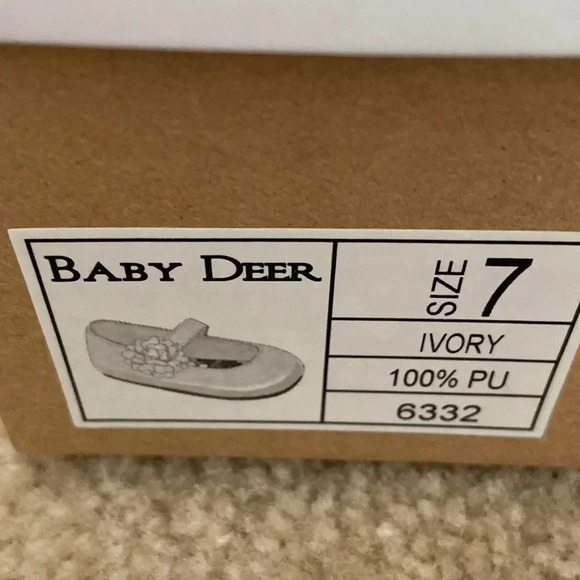 BABY DEER
SIZE 7
IVORY
100% PU
6332